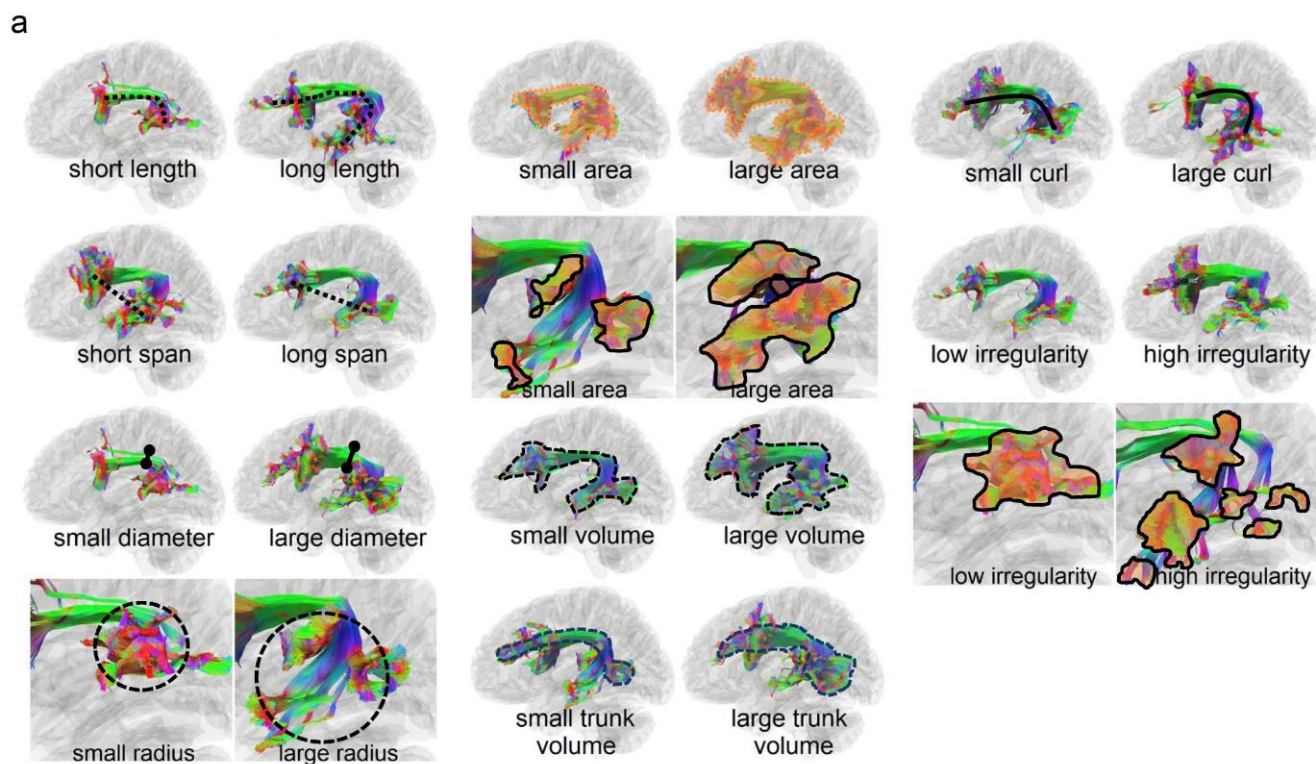 a
short length
long length
small area
large area
small curl
large curl
short span
long span
small area
large area
low irregularity
high irregularity
small diameter
large diameter
small volume
large volume
low irregularity
high irregularity
small radius
large radius
small trunk
volume
large trunk
volume